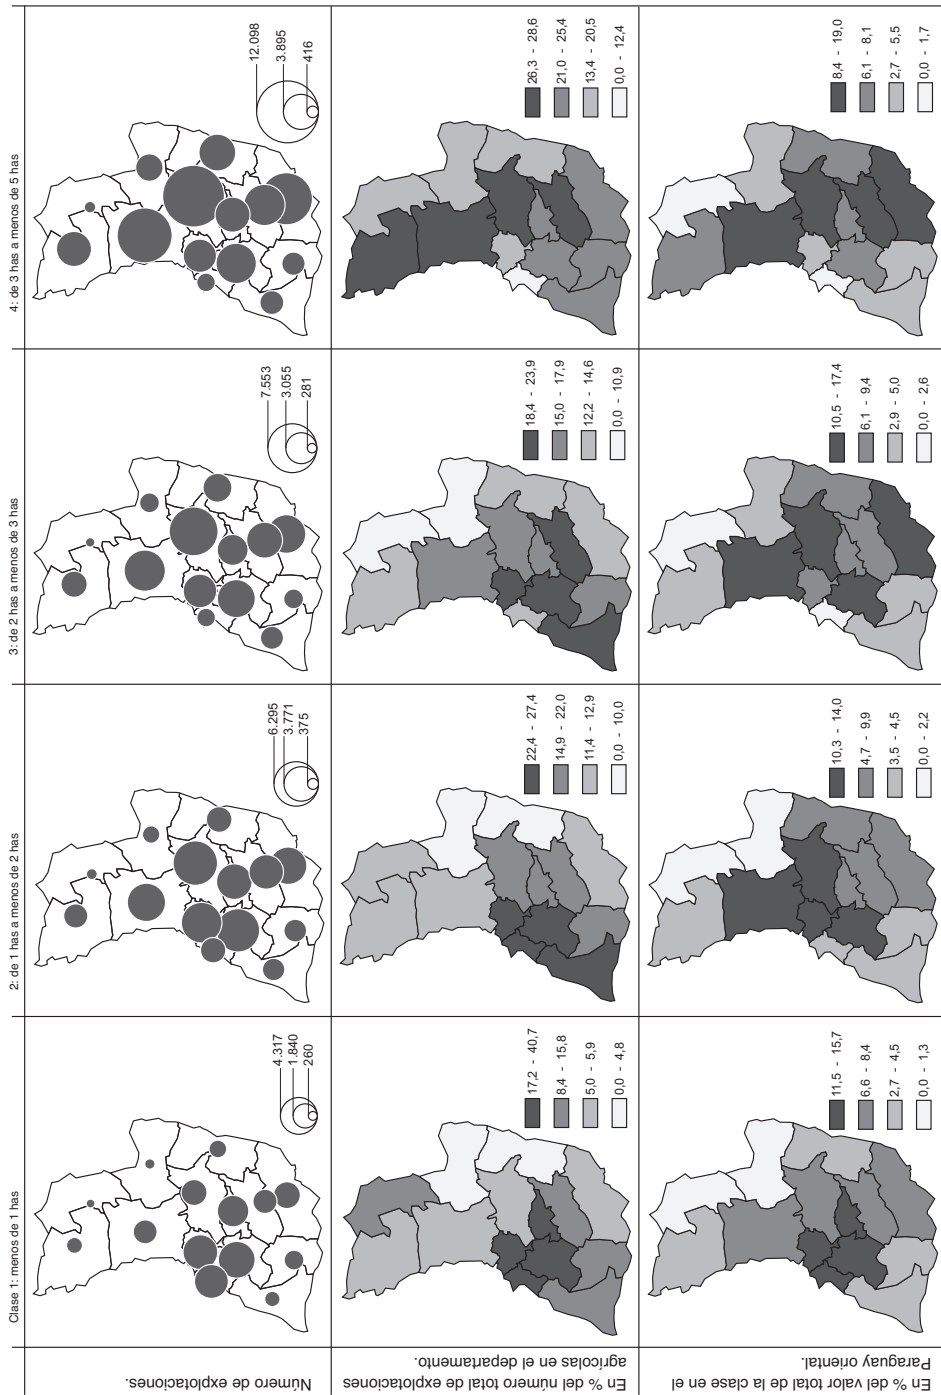 Clase 1: menos de 1 has
2: de 1 has a menos de 2 has
3: de 2 has a menos de 3 has
4: de 3 has a menos de 5 has
Número de explotaciones.
4.317
1.840
260
6.295
3.771
375
7.553
3.055
281
12.098
3.895
416
En % del número total de explotaciones
agrícolas en el departamento.
17,2 - 40,7
8,4 - 15,8
5,0 - 5,9
0,0 - 4,8
22,4 - 27,4
14,9 - 22,0
11,4 - 12,9
0,0 - 10,0
18,4 - 23,9
15,0 - 17,9
12,2 - 14,6
0,0 - 10,9
26,3 - 28,6
21,0 - 25,4
13,4 - 20,5
0,0 - 12,4
En % del valor total de la clase en el
Paraguay oriental.
11,5 - 15,7
6,6 - 8,4
2,7 - 4,5
0,0 - 1,3
10,3 - 14,0
4,7 - 9,9
3,5 - 4,5
0,0 - 2,2
10,5 - 17,4
6,1 - 9,4
2,9 - 5,0
0,0 - 2,6
8,4 - 19,0
6,1 - 8,1
2,7 - 5,5
0,0 - 1,7